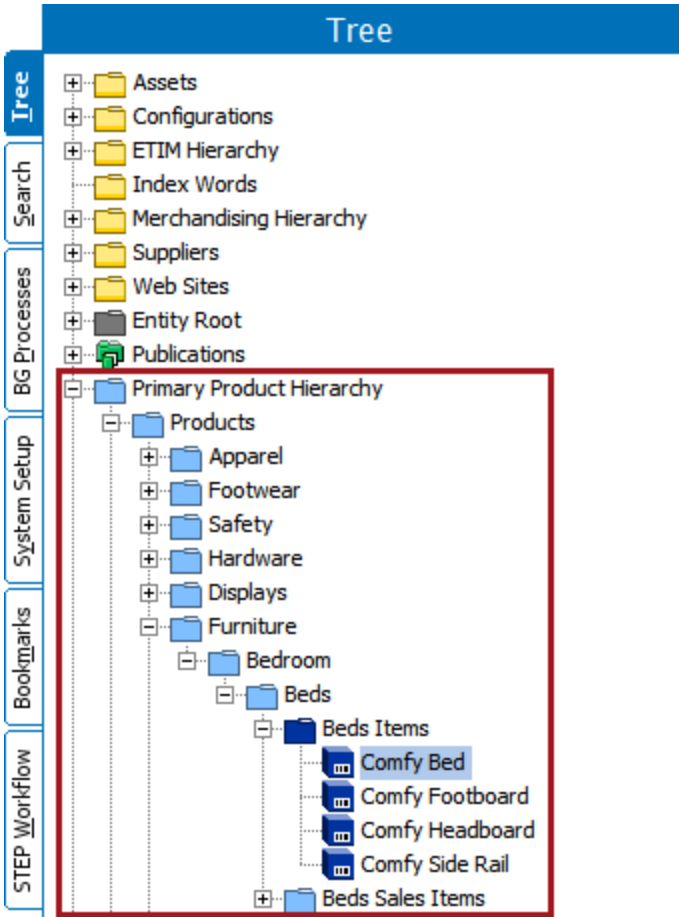 Tree
Tree
Search
BG Processes
System Setup
Bookmarks
STEP Workflow
Assets
Configurations
ETIM Hierarchy
Index Words
Merchandising Hierarchy
Suppliers
Web Sites
Entity Root
Publications
Primary Product Hierarchy
Products
Apparel
Footwear
Safety
Hardware
Displays
Furniture
Bedroom
Beds
Beds Items
Comfy Bed
Comfy Footboard
Comfy Headboard
Comfy Side Rail
Beds Sales Items